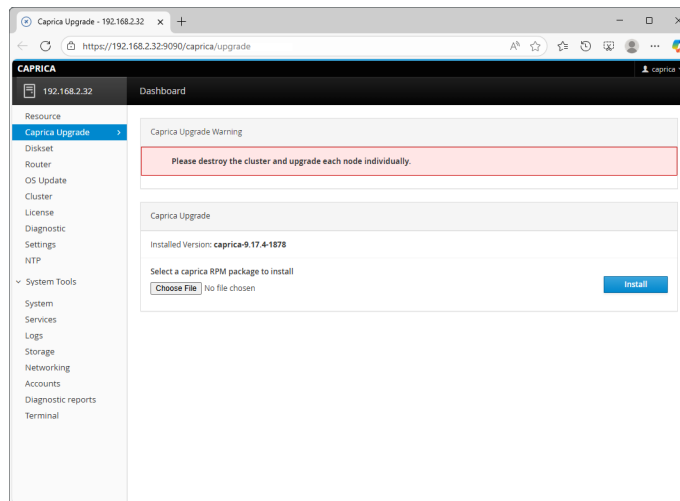 Caprica Upgrade - 192.168.2.32
https://192.168.2.32:9090/caprica/upgrade
CAPRICA
caprica
192.168.2.32
Dashboard
Resource
Caprica Upgrade
Diskset
Router
OS Update
Cluster
License
Diagnostic
Settings
NTP
System Tools
System
Services
Logs
Storage
Networking
Accounts
Diagnostic reports
Terminal
Caprica Upgrade Warning
Please destroy the cluster and upgrade each node individually.
Caprica Upgrade
Installed Version: caprica-9.17.4-1878
Select a caprica RPM package to install
Choose File No file chosen
Install